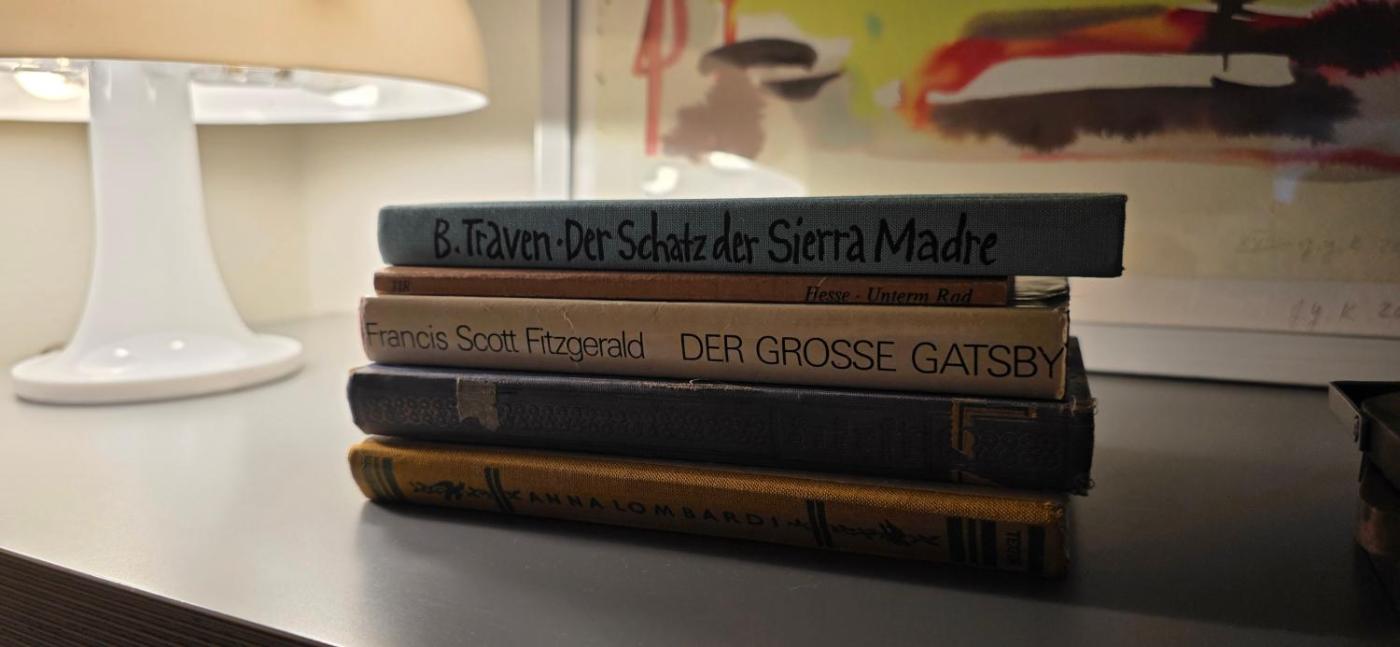 B. Traven · Der Schatz der Sierra Madre
Hesse · Unterm Rad
Francis Scott Fitzgerald DER GROSSE GATSBY
ANNA LOMBARDI